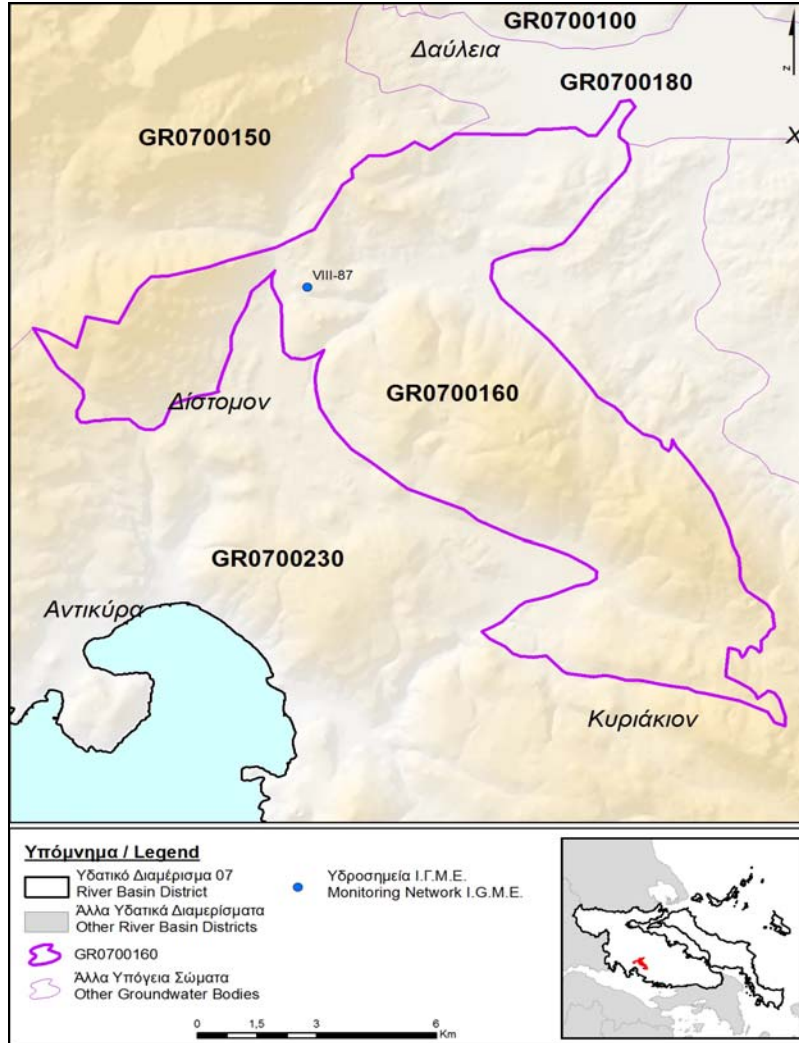 GR0700100
Δαύλεια
GR0700180
z
X
GR0700150
VIII-87
GR0700160
Δίστομον
GR0700230
Αντικύρα
Κυριάκιον
Υπόμνημα / Legend
Υδατικό Διαμέρισμα 07
River Basin District
Άλλα Υδατικά Διαμερίσματα
Other River Basin Districts
GR0700160
Άλλα Υπόγεια Σώματα
Other Groundwater Bodies
Υδροσημεία Ι.Γ.Μ.Ε.
Monitoring Network I.G.M.E.
0 1,5 3 6
Km